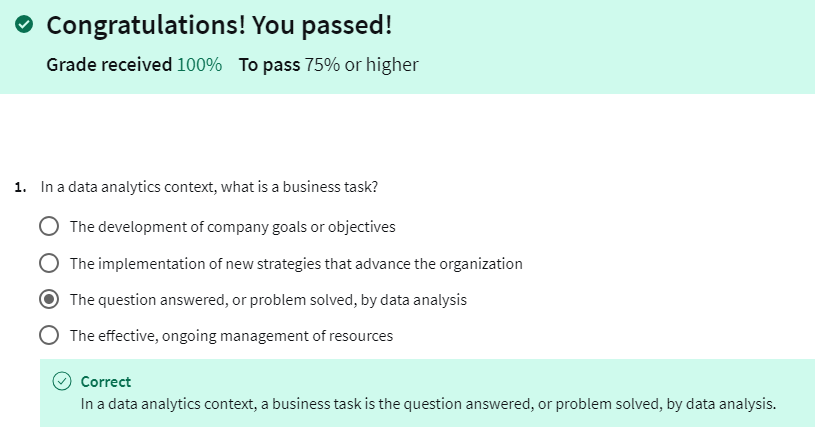 Congratulations! You passed!
Grade received 100% To pass 75% or higher
1. In a data analytics context, what is a business task?
The development of company goals or objectives
The implementation of new strategies that advance the organization
The question answered, or problem solved, by data analysis
The effective, ongoing management of resources
Correct
In a data analytics context, a business task is the question answered, or problem solved, by data analysis.